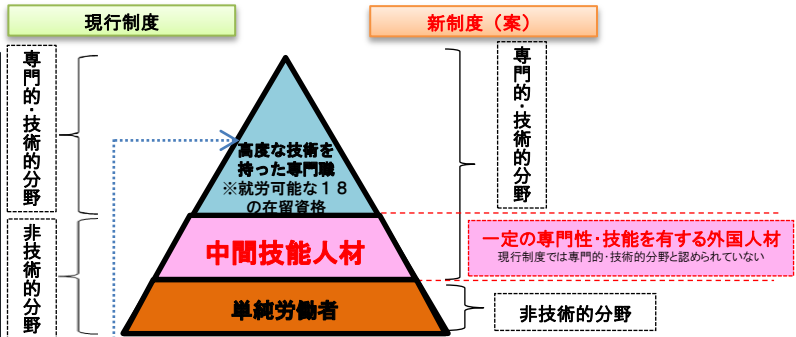 現行制度
新制度（案）
専門的・技術的分野
非技術的分野
高度な技術を
持った専門職
※就労可能な１８
の在留資格
中間技能人材
単純労働者
専門的・技術的分野
一定の専門性・技能を有する外国人材
現行制度では専門的・技術的分野と認められていない
非技術的分野